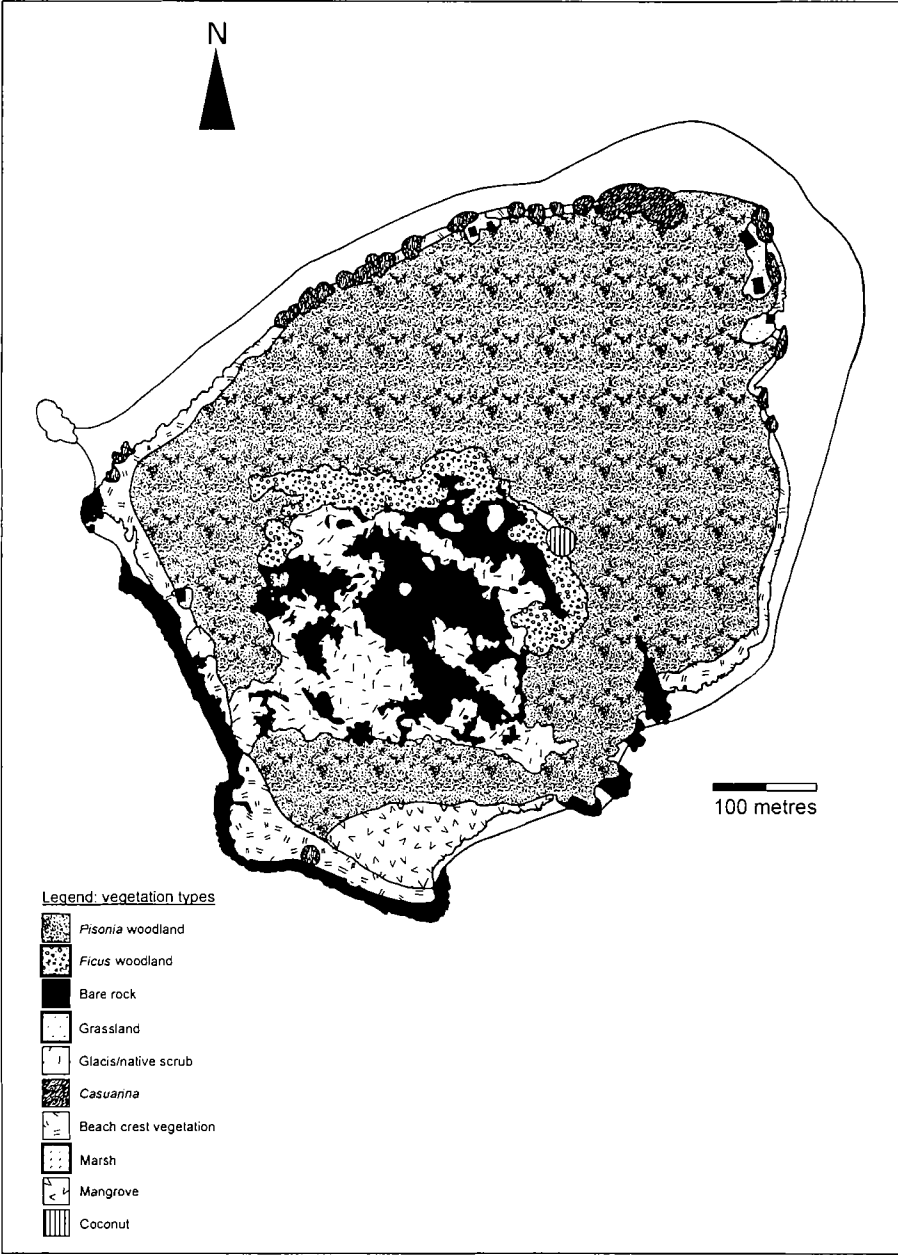 N
100 metres
Legend: vegetation types
Pisonia woodland
Ficus woodland
Bare rock
Grassland
Glacis/native scrub
Casuarina
Beach crest vegetation
Marsh
Mangrove
Coconut